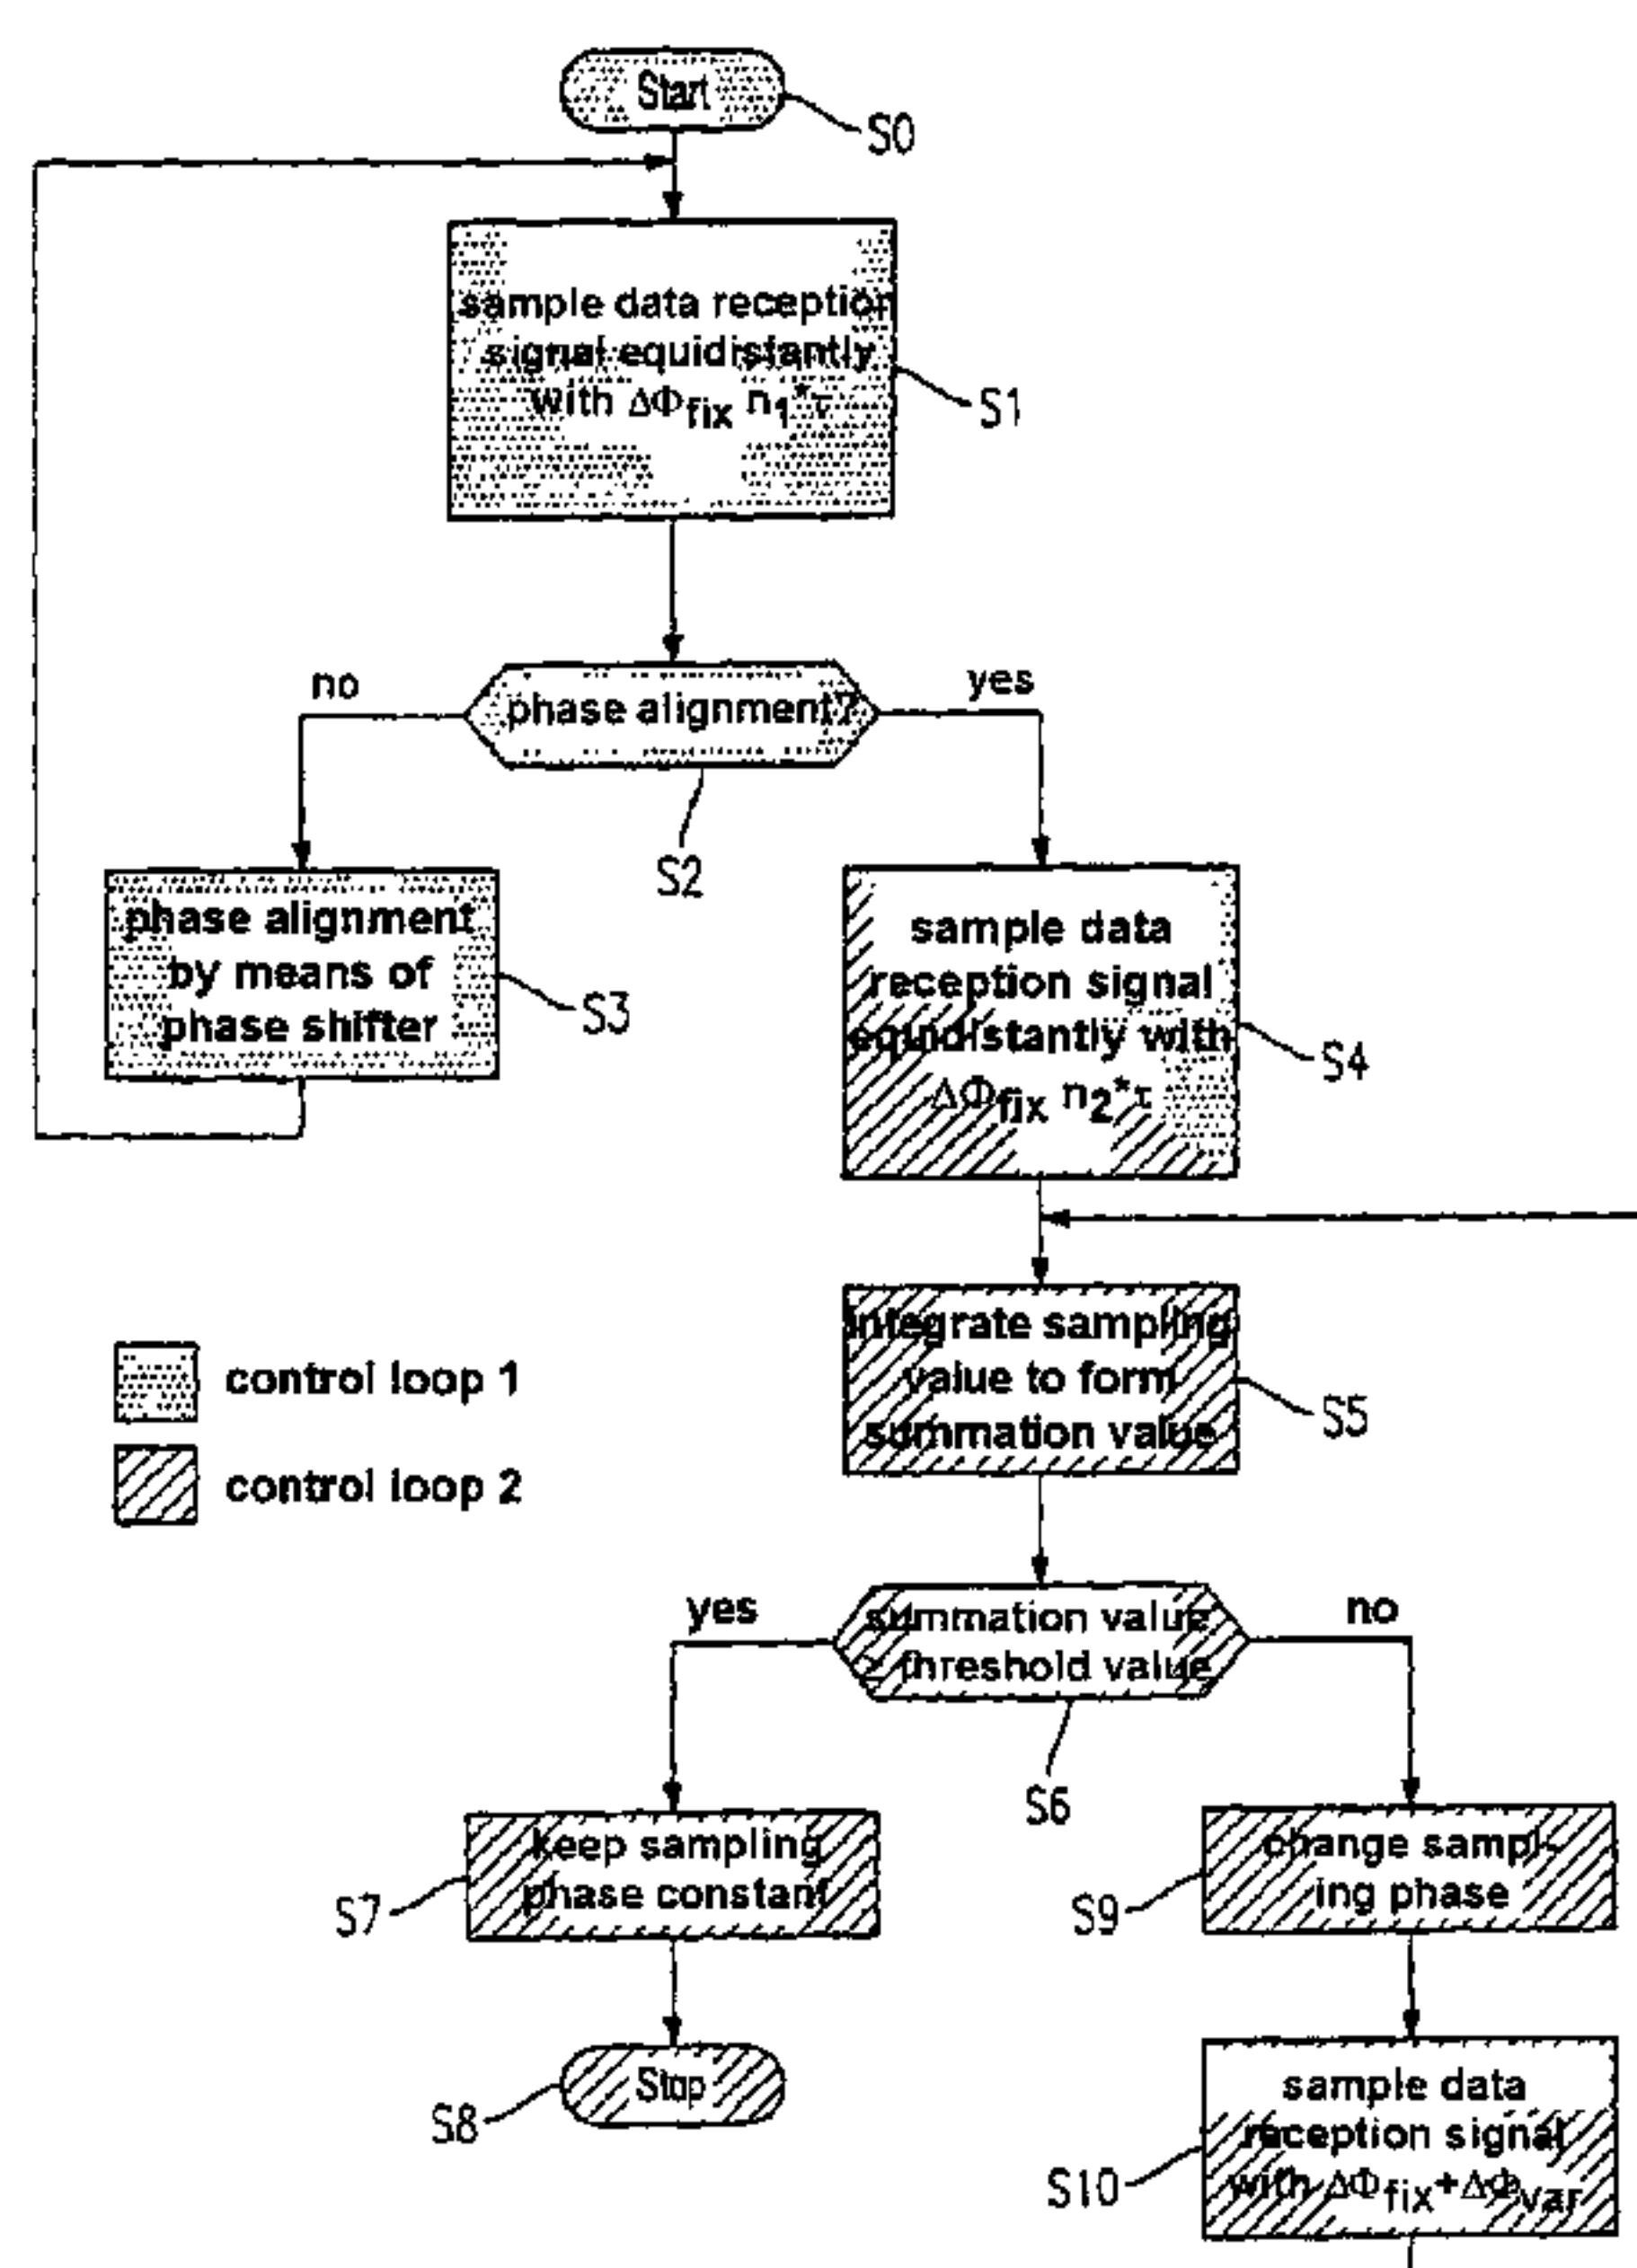 Start
S0
sample data reception
signal equidistantly
with ΔΦfix n1*τ
S1
no
phase alignment?
yes
S2
phase alignment
by means of
phase shifter
S3
sample data
reception signal
eqindistantly with
ΔΦfix n2*τ
S4
integrate sampling
value to form
summation value
S5
control loop 1
control loop 2
yes
summation value
> threshold value
no
S6
keep sampling
phase constant
S7
change sampl-
ing phase
S9
Stop
S8
sample data
reception signal
with ΔΦfix+ΔΦvar
S10